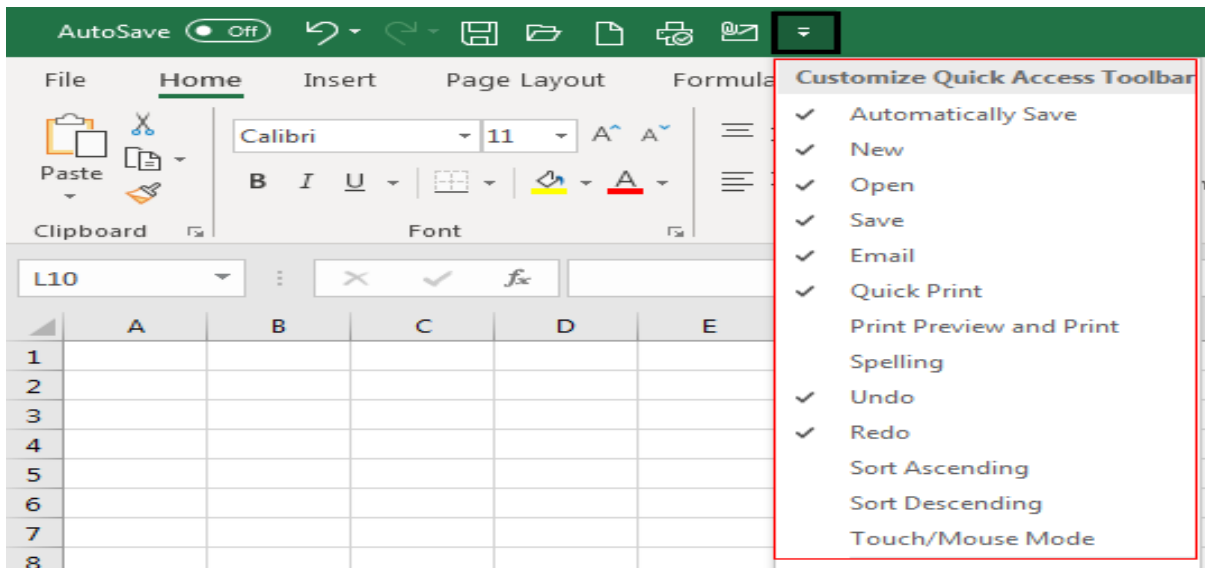 AutoSave Off
File Home Insert Page Layout Formula
Customize Quick Access Toolbar
Automatically Save
New
Open
Save
Email
Quick Print
Print Preview and Print
Spelling
Undo
Redo
Sort Ascending
Sort Descending
Touch/Mouse Mode
Paste
Calibri 11 A A
B I U A
Clipboard Font
L10 fx
A B C D E
1
2
3
4
5
6
7
8